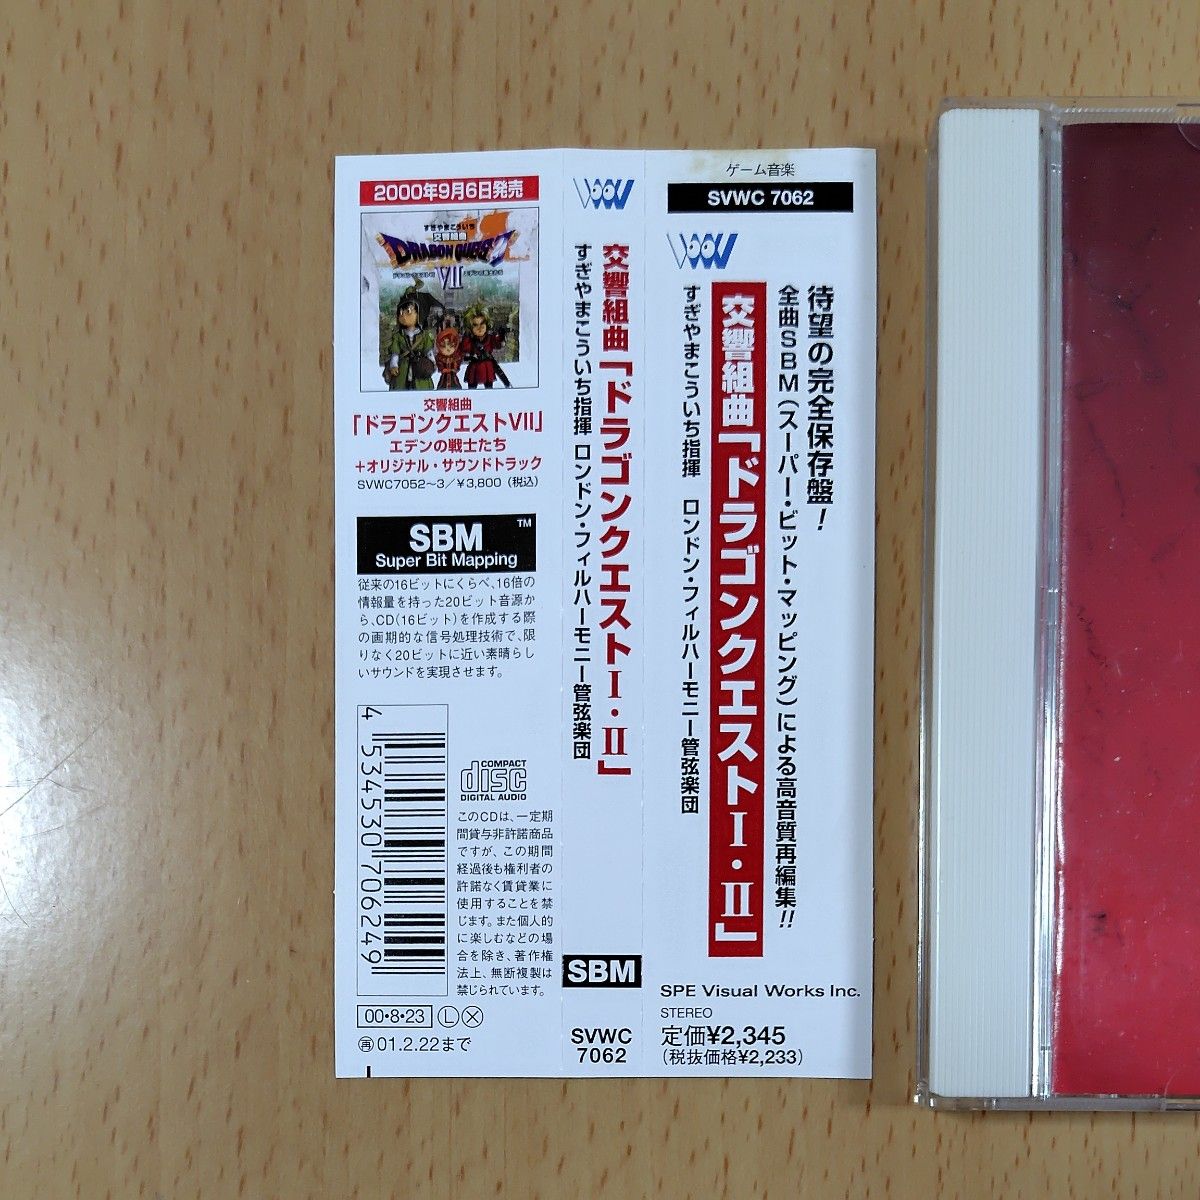 2000年9月6日発売
すぎやまこういち
交響組曲
DRAGON QUEST
VII
交響組曲
「ドラゴンクエストVII」
エデンの戦士たち
+オリジナル・サウンドトラック
SVWC7052～3/¥3,800(税込)
SBM™
Super Bit Mapping
従来の16ビットにくらべ、16倍の
情報量を持った20ビット音源か
ら、CD(16ビット)を作成する際
の画期的な信号処理技術で、限
りなく20ビットに近い素晴らし
いサウンドを実現させます。
4 534530 706249
COMPACT
disc
DIGITAL AUDIO
このCDは、一定期
間貸与非許諾商品
ですが、この期間
経過後も権利者の
許諾なく賃貸業に
使用することを禁
じます。また個人的
に楽しむなどの場
合を除き、著作権
法上、無断複製は
禁じられています。
00・8・23 Ⓛ Ⓧ
㊢01.2.22まで
交響組曲「ドラゴンクエストI・II」
すぎやまこういち指揮 ロンドン・フィルハーモニー管弦楽団
SBM
SVWC
7062
ゲーム音楽
SVWC 7062
待望の完全保存盤!
全曲SBM(スーパー・ビット・マッピング)による高音質再編集!!
交響組曲「ドラゴンクエストI・II」
すぎやまこういち指揮 ロンドン・フィルハーモニー管弦楽団
SPE Visual Works Inc.
STEREO
定価¥2,345
(税抜価格¥2,233)